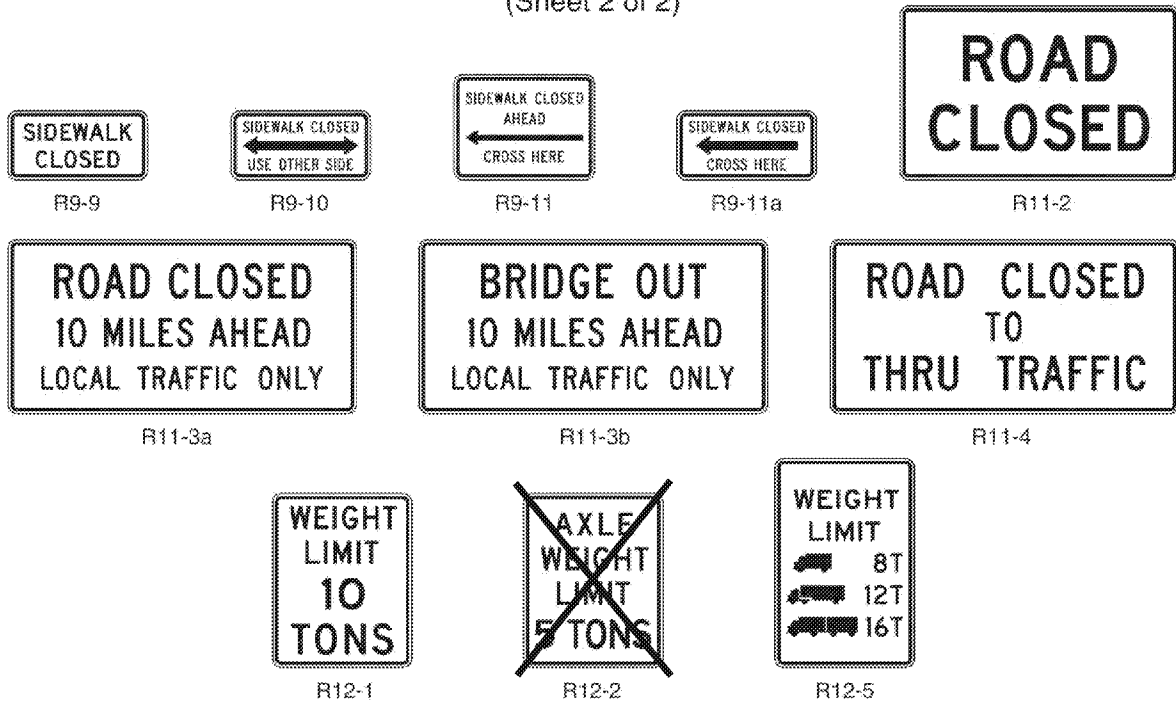 (Sheet 2 of 2)
SIDEWALK
CLOSED
R9-9
SIDEWALK CLOSED
USE OTHER SIDE
R9-10
SIDEWALK CLOSED
AHEAD
CROSS HERE
R9-11
SIDEWALK CLOSED
CROSS HERE
R9-11a
ROAD
CLOSED
R11-2
ROAD CLOSED
10 MILES AHEAD
LOCAL TRAFFIC ONLY
R11-3a
BRIDGE OUT
10 MILES AHEAD
LOCAL TRAFFIC ONLY
R11-3b
ROAD CLOSED
TO
THRU TRAFFIC
R11-4
WEIGHT
LIMIT
10
TONS
R12-1
AXLE
WEIGHT
LIMIT
5 TONS
R12-2
WEIGHT
LIMIT
8T
12T
16T
R12-5